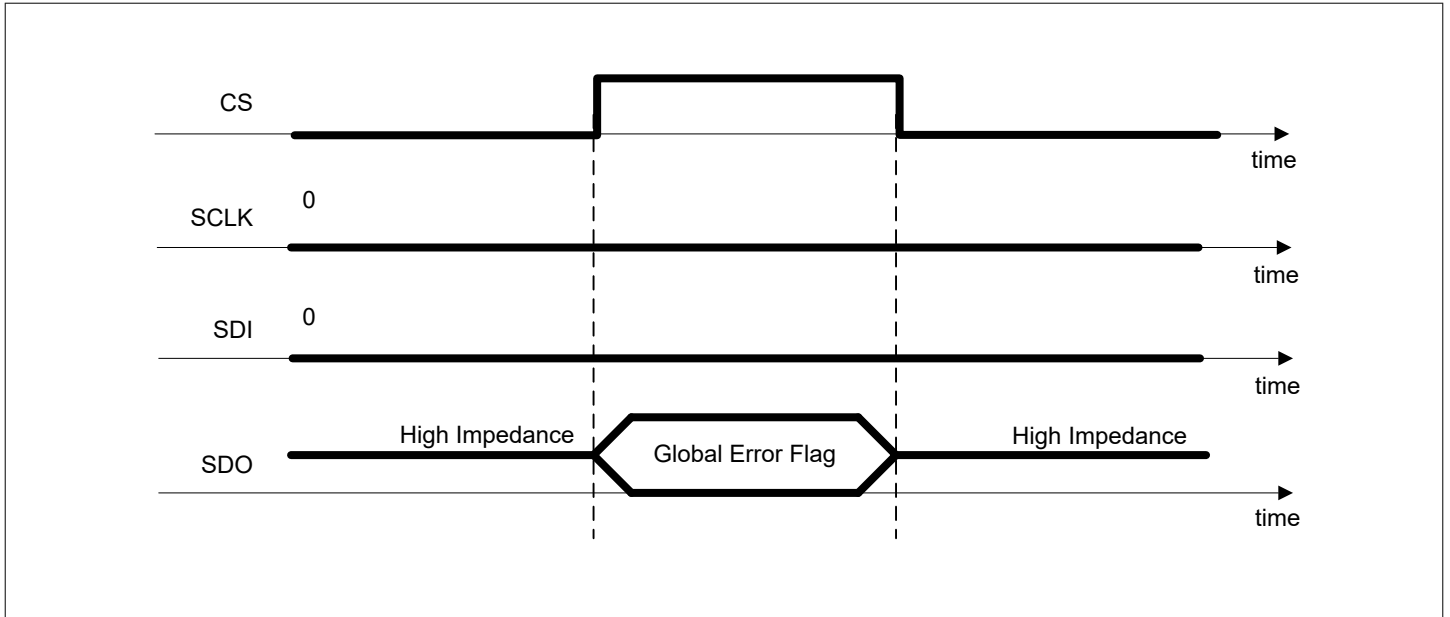 CS
time
0
SCLK
time
0
SDI
time
High Impedance
Global Error Flag
High Impedance
SDO
time